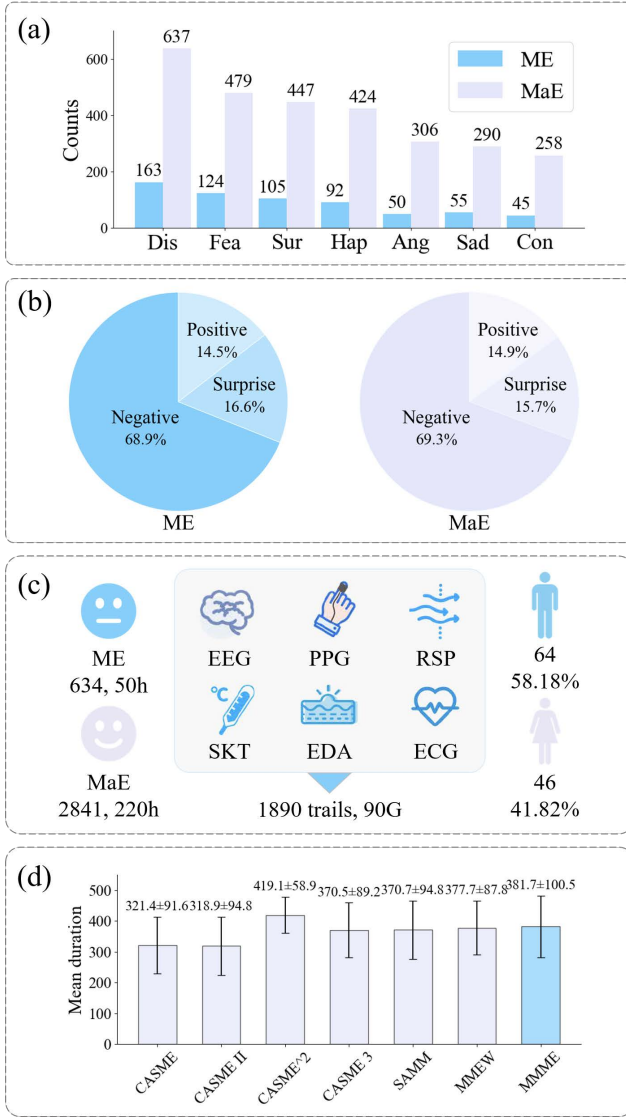 (a)
ME
MaE
Counts
600
400
200
0
637
479
447
424
306
290
258
163
124
105
92
50
55
45
Dis Fea Sur Hap Ang Sad Con
(b)
Positive
14.5%
Surprise
16.6%
Negative
68.9%
ME
Positive
14.9%
Surprise
15.7%
Negative
69.3%
MaE
(c)
ME
634, 50h
MaE
2841, 220h
EEG PPG RSP
°C
SKT EDA ECG
1890 trails, 90G
64
58.18%
46
41.82%
(d)
Mean duration
500
400
300
200
100
0
321.4±91.6 318.9±94.8 419.1±58.9 370.5±89.2 370.7±94.8 377.7±87.8 381.7±100.5
CASME CASME II CASME^2 CASME 3 SAMM MMEW MMME